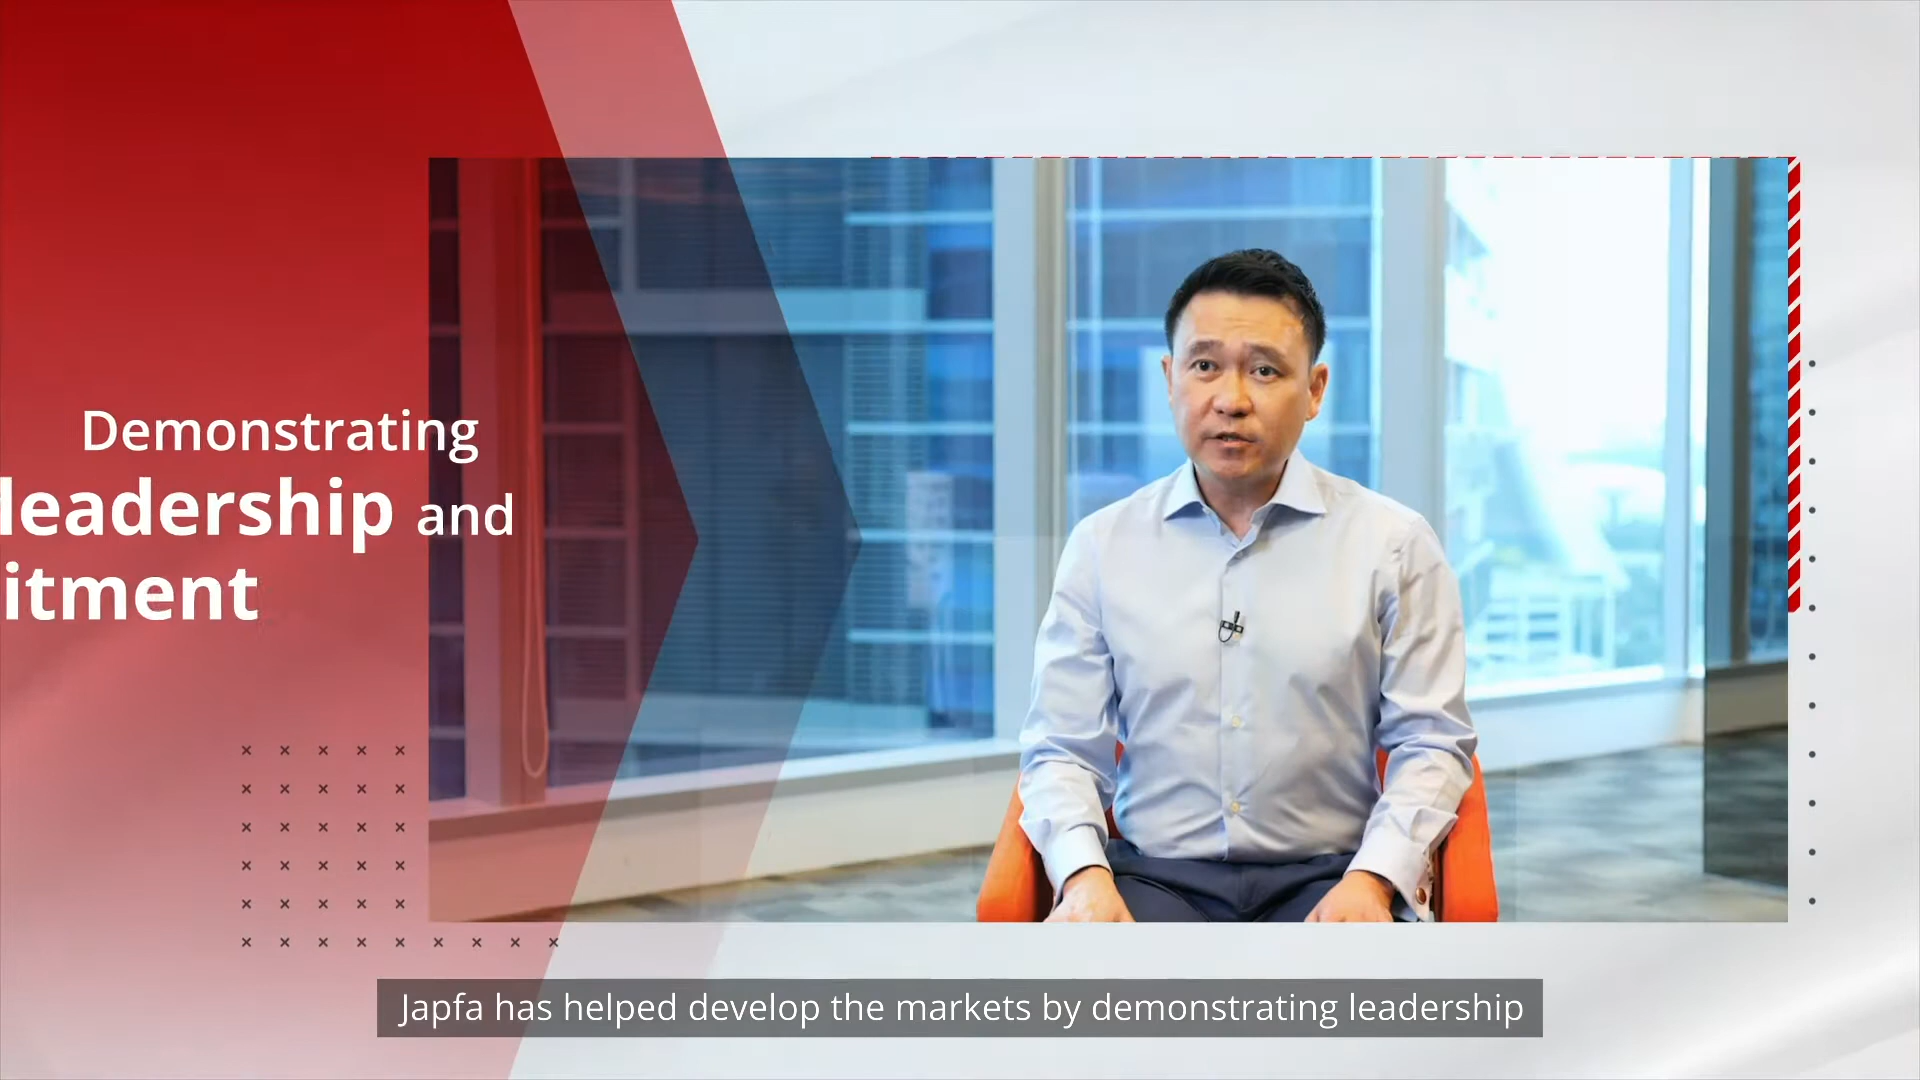 Demonstrating
leadership and
itment
Japfa has helped develop the markets by demonstrating leadership